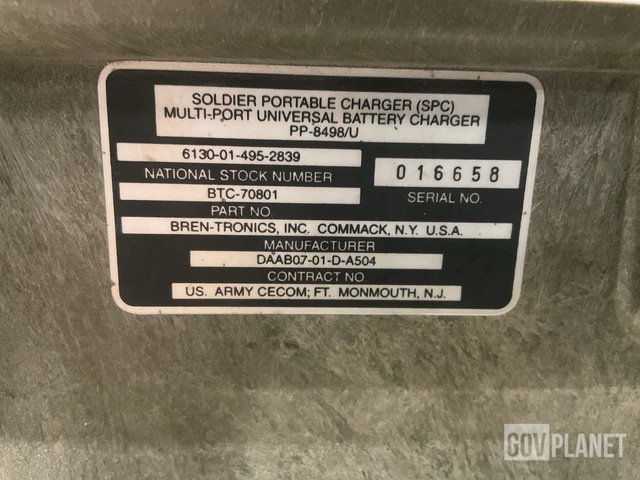 SOLDIER PORTABLE CHARGER (SPC)
MULTI-PORT UNIVERSAL BATTERY CHARGER
PP-8498/U
6130-01-495-2839
NATIONAL STOCK NUMBER
016658
SERIAL NO.
BTC-70801
PART NO.
BREN-TRONICS, INC. COMMACK, N.Y. U.S.A.
MANUFACTURER
DAAB07-01-D-A504
CONTRACT NO.
US. ARMY CECOM; FT. MONMOUTH, N.J.
GOVPLANET